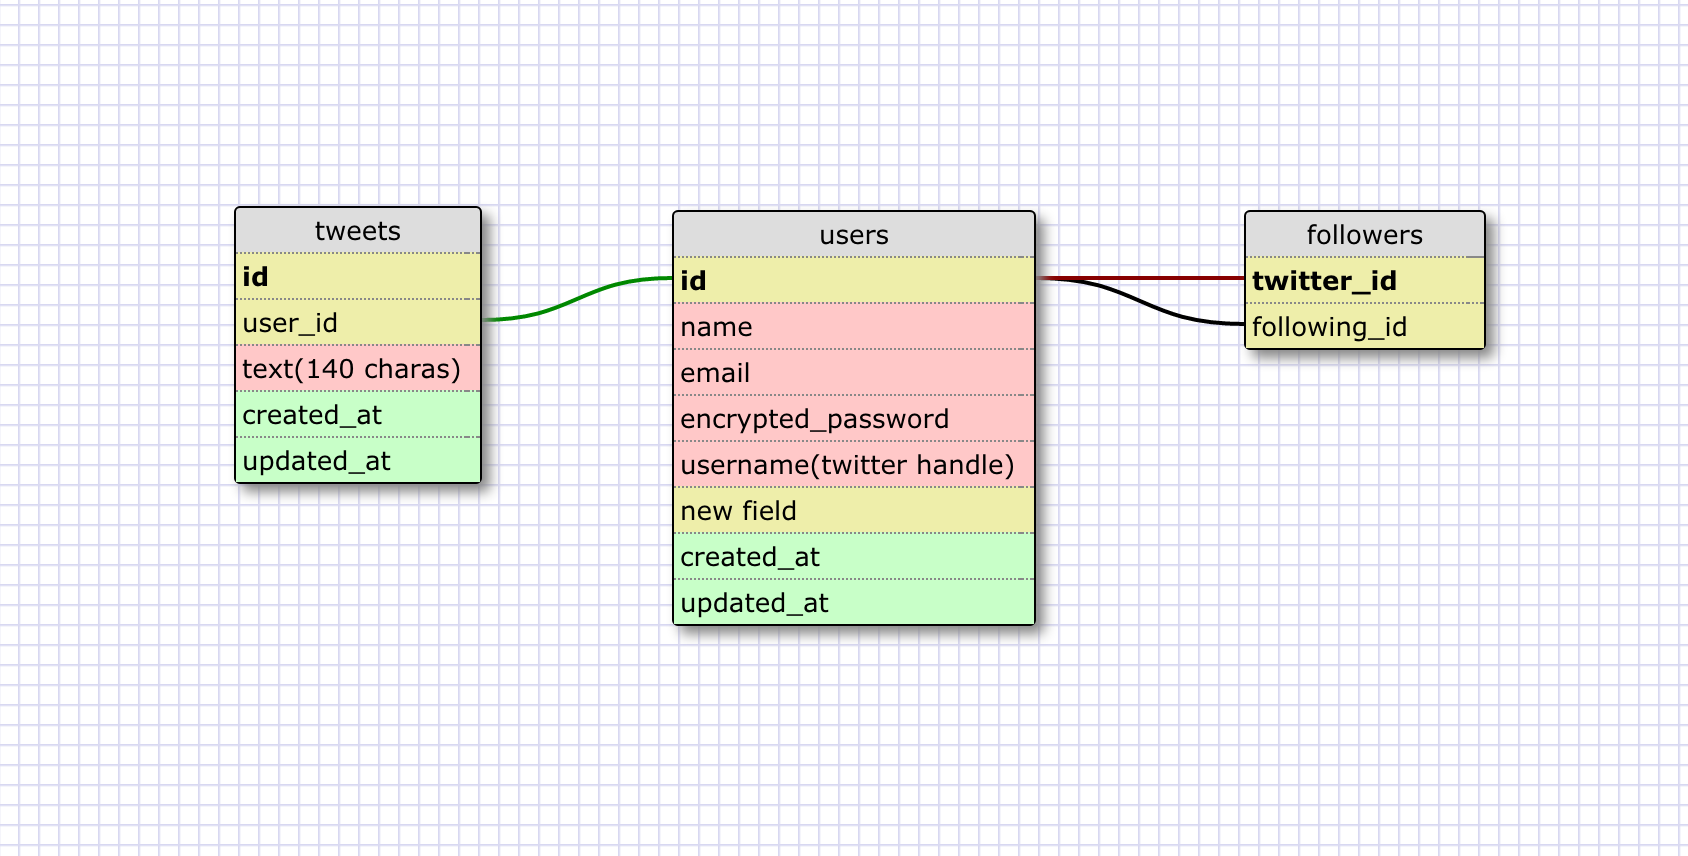 tweets
id
user_id
text(140 charas)
created_at
updated_at
users
id
name
email
encrypted_password
username(twitter handle)
new field
created_at
updated_at
followers
twitter_id
following_id